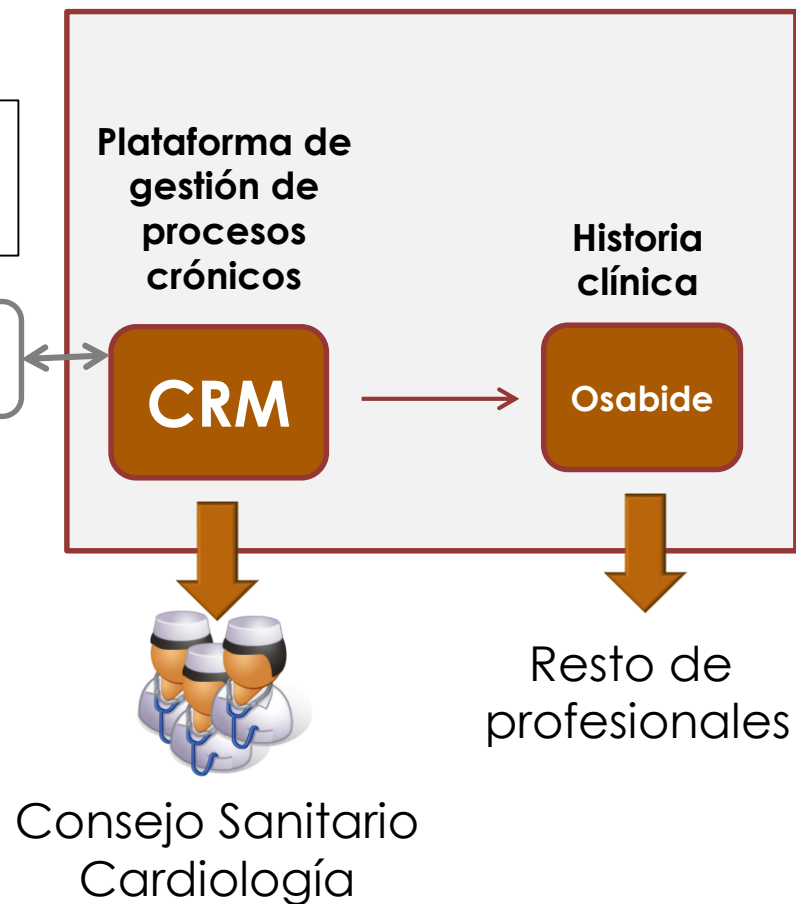 Plataforma de
gestión de
procesos
crónicos
Historia
clínica
CRM
Osabide
Resto de
profesionales
Consejo Sanitario
Cardiología